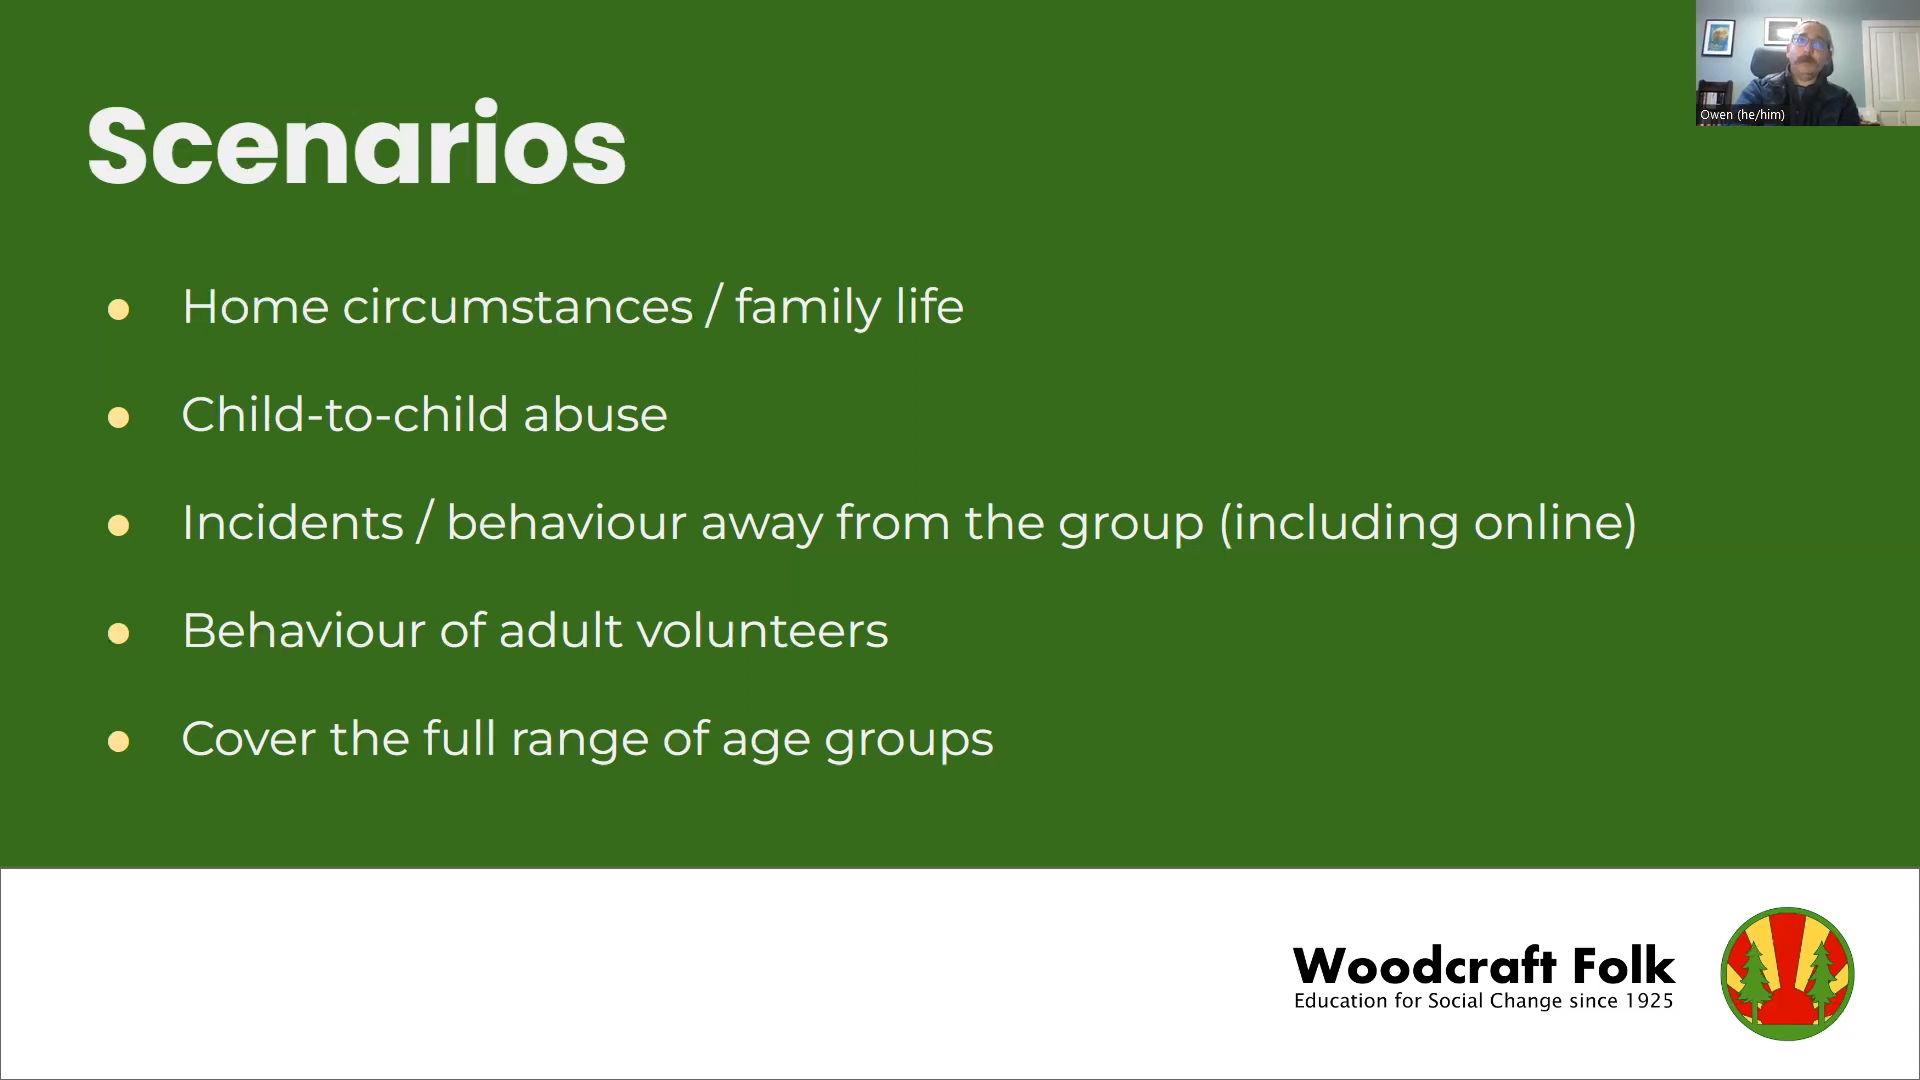 Scenarios
Home circumstances / family life
Child-to-child abuse
Incidents / behaviour away from the group (including online)
Behaviour of adult volunteers
Cover the full range of age groups
Owen (he/him)
Woodcraft Folk
Education for Social Change since 1925